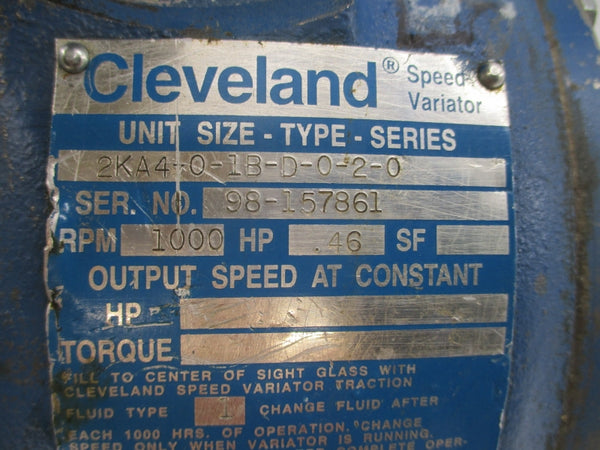 Cleveland® Speed Variator
UNIT SIZE - TYPE - SERIES
2KA4-0-1B-D-0-2-0
SER. NO. 98-157861
RPM 1000 HP .46 SF
OUTPUT SPEED AT CONSTANT
HP
TORQUE
FILL TO CENTER OF SIGHT GLASS WITH
CLEVELAND SPEED VARIATOR TRACTION
FLUID TYPE 1 CHANGE FLUID AFTER
EACH 1000 HRS. OF OPERATION. CHANGE
SPEED ONLY WHEN VARIATOR IS RUNNING.
COMPLETE OPER-